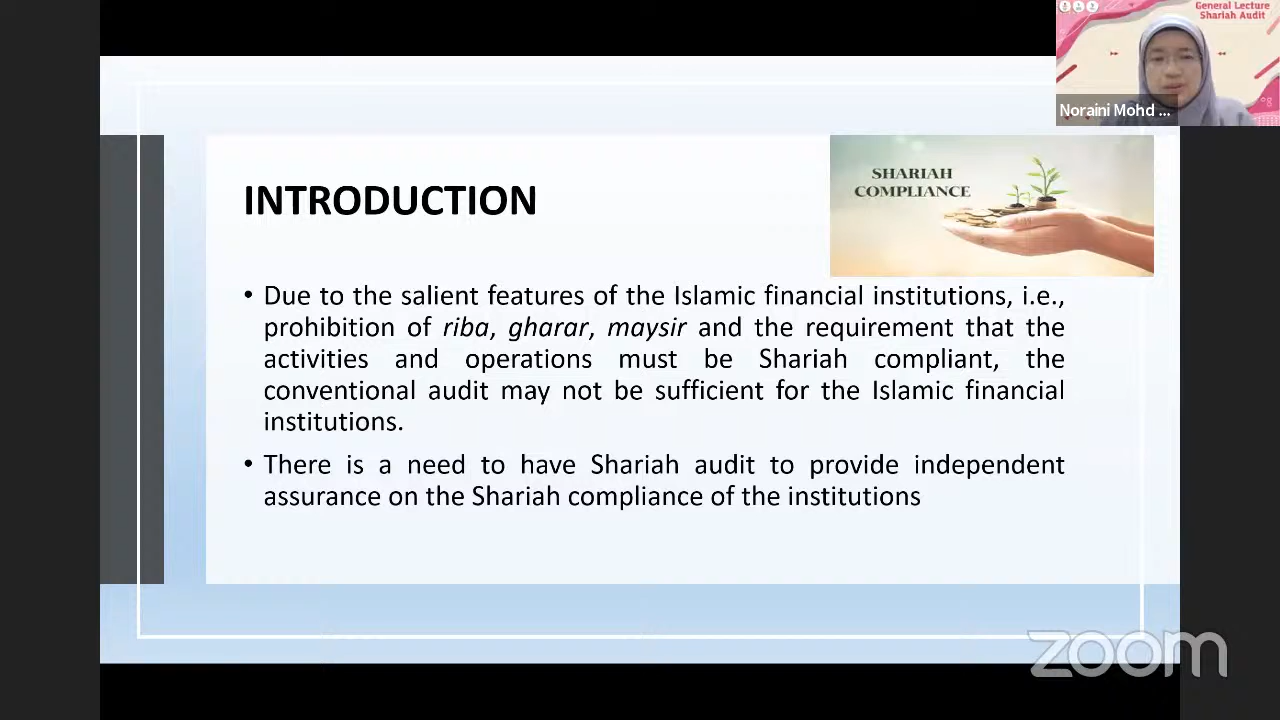 General Lecture
Shariah Audit
Noraini Mohd ...
SHARIAH
COMPLIANCE
INTRODUCTION
• Due to the salient features of the Islamic financial institutions, i.e.,
prohibition of riba, gharar, maysir and the requirement that the
activities and operations must be Shariah compliant, the
conventional audit may not be sufficient for the Islamic financial
institutions.
• There is a need to have Shariah audit to provide independent
assurance on the Shariah compliance of the institutions
zoom